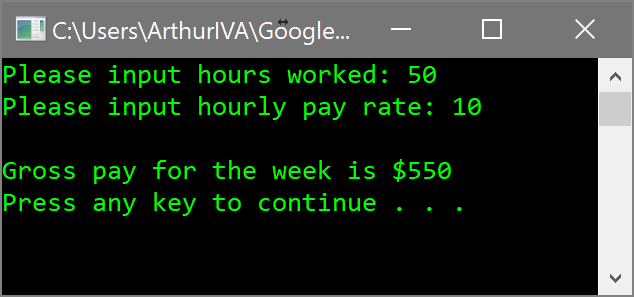 C:\Users\ArthurIVA\Google...
Please input hours worked: 50
Please input hourly pay rate: 10
Gross pay for the week is $550
Press any key to continue . . .